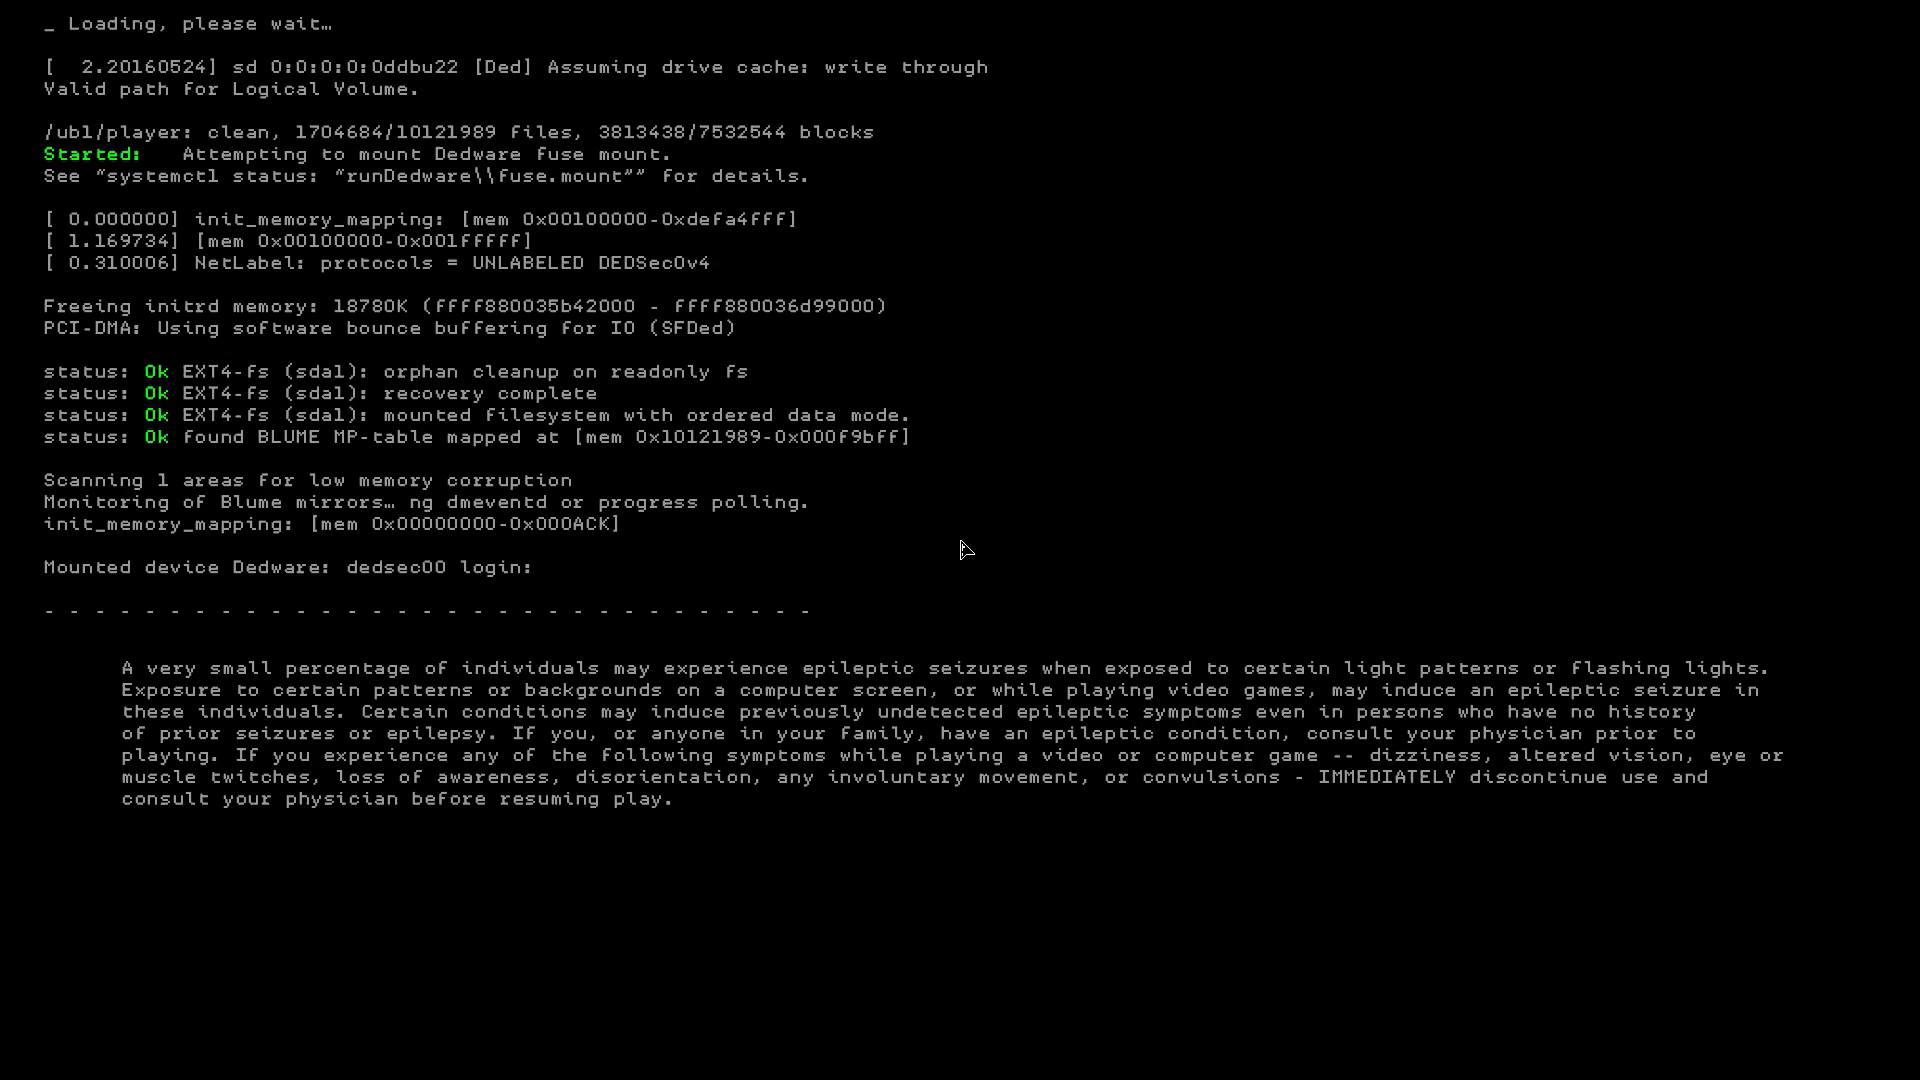 _ Loading, please wait…
[  2.20160524] sd 0:0:0:0:0ddbu22 [Ded] Assuming drive cache: write through
Valid path for Logical Volume.
/ubl/player: clean, 1704684/10121989 files, 3813438/7532544 blocks
Started:   Attempting to mount Dedware fuse mount.
See “systemctl status: “runDedware\\fuse.mount”” for details.
[ 0.000000] init_memory_mapping: [mem 0x00100000-0xdefa4fff]
[ 1.169734] [mem 0x00100000-0x001fffff]
[ 0.310006] NetLabel: protocols = UNLABELED DEDSecOv4
Freeing initrd memory: 18780K (ffff880035b42000 - ffff880036d99000)
PCI-DMA: Using software bounce buffering for IO (SFDed)
status: Ok EXT4-fs (sda1): orphan cleanup on readonly fs
status: Ok EXT4-fs (sda1): recovery complete
status: Ok EXT4-fs (sda1): mounted filesystem with ordered data mode.
status: Ok found BLUME MP-table mapped at [mem 0x10121989-0x000f9bff]
Scanning 1 areas for low memory corruption
Monitoring of Blume mirrors… ng dmeventd or progress polling.
init_memory_mapping: [mem 0x00000000-0x000ACK]
Mounted device Dedware: dedsec00 login:
- - - - - - - - - - - - - - - - - - - - - - - - - - - - - - -
A very small percentage of individuals may experience epileptic seizures when exposed to certain light patterns or flashing lights.
Exposure to certain patterns or backgrounds on a computer screen, or while playing video games, may induce an epileptic seizure in
these individuals. Certain conditions may induce previously undetected epileptic symptoms even in persons who have no history
of prior seizures or epilepsy. If you, or anyone in your family, have an epileptic condition, consult your physician prior to
playing. If you experience any of the following symptoms while playing a video or computer game -- dizziness, altered vision, eye or
muscle twitches, loss of awareness, disorientation, any involuntary movement, or convulsions - IMMEDIATELY discontinue use and
consult your physician before resuming play.